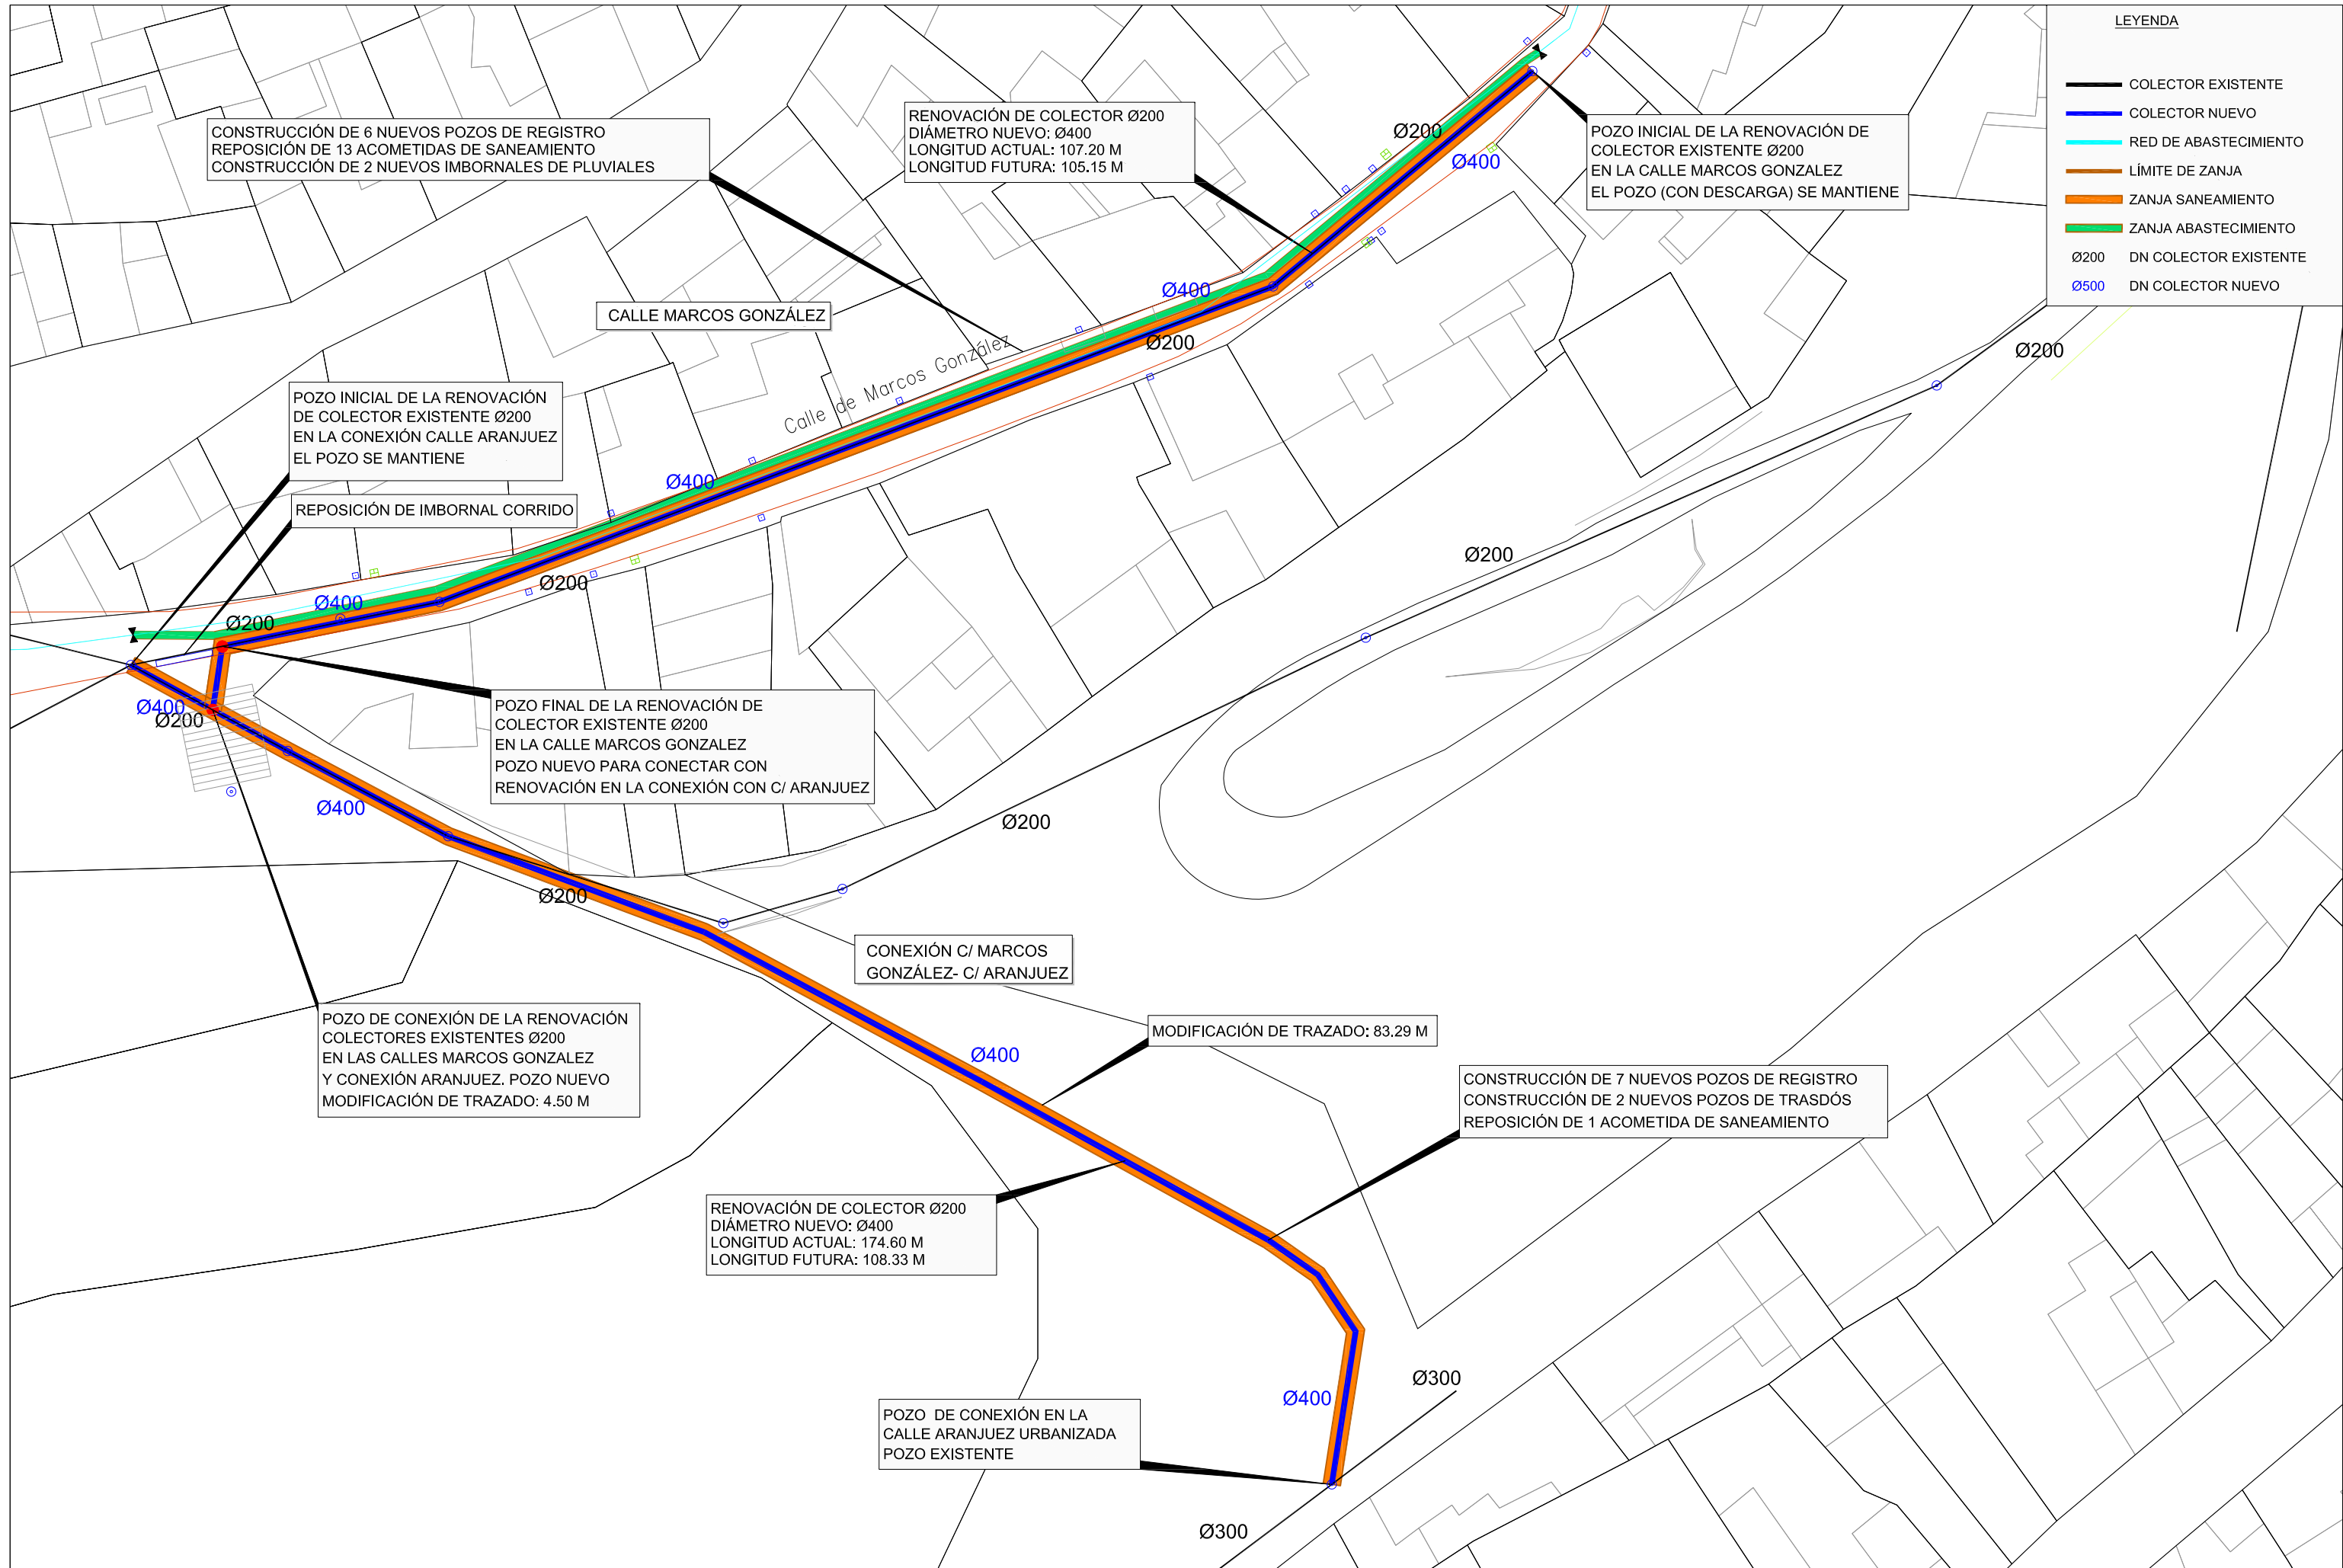 LEYENDA
COLECTOR EXISTENTE
COLECTOR NUEVO
RED DE ABASTECIMIENTO
LÍMITE DE ZANJA
ZANJA SANEAMIENTO
ZANJA ABASTECIMIENTO
Ø200 DN COLECTOR EXISTENTE
Ø500 DN COLECTOR NUEVO
CONSTRUCCIÓN DE 6 NUEVOS POZOS DE REGISTRO
REPOSICIÓN DE 13 ACOMETIDAS DE SANEAMIENTO
CONSTRUCCIÓN DE 2 NUEVOS IMBORNALES DE PLUVIALES
RENOVACIÓN DE COLECTOR Ø200
DIÁMETRO NUEVO: Ø400
LONGITUD ACTUAL: 107.20 M
LONGITUD FUTURA: 105.15 M
Ø200
Ø400
POZO INICIAL DE LA RENOVACIÓN DE
COLECTOR EXISTENTE Ø200
EN LA CALLE MARCOS GONZALEZ
EL POZO (CON DESCARGA) SE MANTIENE
Ø400
Ø200
CALLE MARCOS GONZÁLEZ
Calle de Marcos González
Ø200
POZO INICIAL DE LA RENOVACIÓN
DE COLECTOR EXISTENTE Ø200
EN LA CONEXIÓN CALLE ARANJUEZ
EL POZO SE MANTIENE
Ø400
REPOSICIÓN DE IMBORNAL CORRIDO
Ø200
Ø200
Ø400
Ø200
Ø400
Ø200
POZO FINAL DE LA RENOVACIÓN DE
COLECTOR EXISTENTE Ø200
EN LA CALLE MARCOS GONZALEZ
POZO NUEVO PARA CONECTAR CON
RENOVACIÓN EN LA CONEXIÓN CON C/ ARANJUEZ
Ø400
Ø200
Ø200
CONEXIÓN C/ MARCOS
GONZÁLEZ- C/ ARANJUEZ
POZO DE CONEXIÓN DE LA RENOVACIÓN
COLECTORES EXISTENTES Ø200
EN LAS CALLES MARCOS GONZALEZ
Y CONEXIÓN ARANJUEZ. POZO NUEVO
MODIFICACIÓN DE TRAZADO: 4.50 M
MODIFICACIÓN DE TRAZADO: 83.29 M
Ø400
CONSTRUCCIÓN DE 7 NUEVOS POZOS DE REGISTRO
CONSTRUCCIÓN DE 2 NUEVOS POZOS DE TRASDÓS
REPOSICIÓN DE 1 ACOMETIDA DE SANEAMIENTO
RENOVACIÓN DE COLECTOR Ø200
DIÁMETRO NUEVO: Ø400
LONGITUD ACTUAL: 174.60 M
LONGITUD FUTURA: 108.33 M
Ø300
Ø400
POZO DE CONEXIÓN EN LA
CALLE ARANJUEZ URBANIZADA
POZO EXISTENTE
Ø300